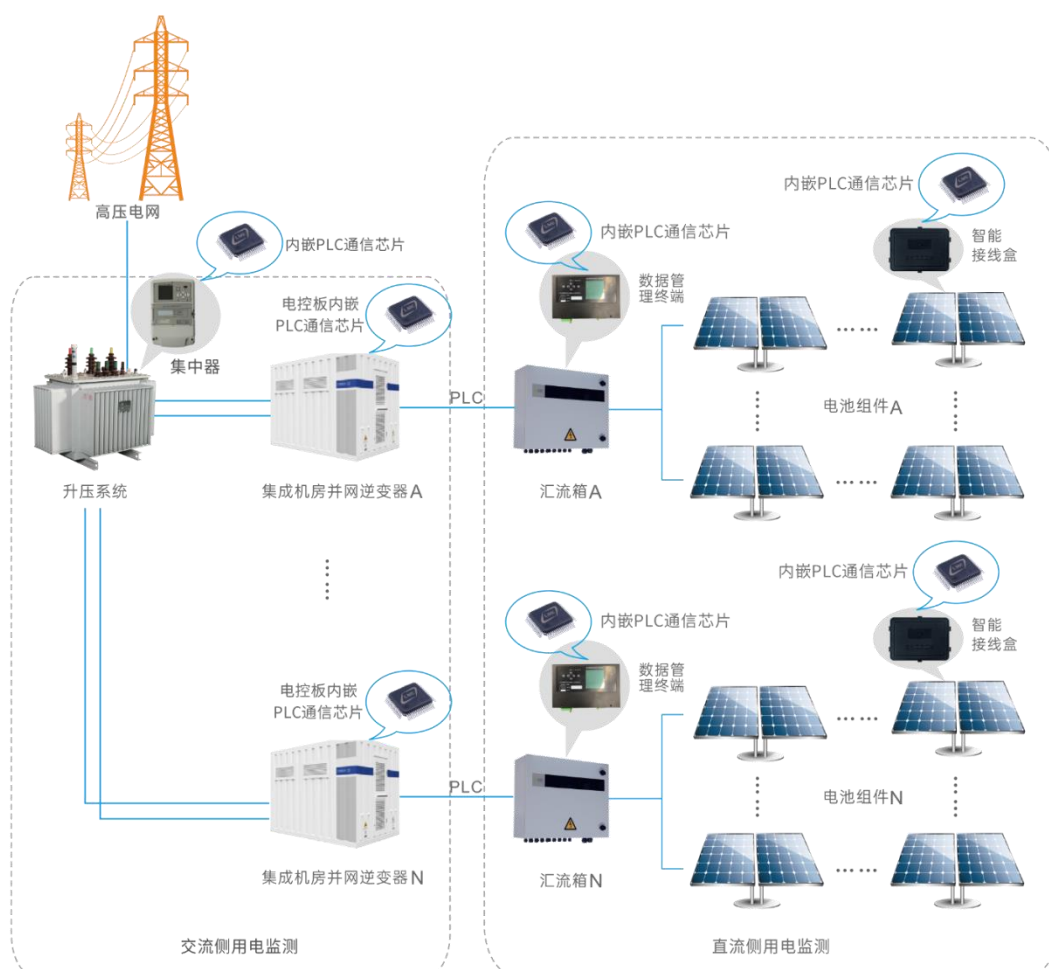 高压电网
内嵌PLC通信芯片
集中器
电控板内嵌
PLC通信芯片
升压系统
集成机房并网逆变器A
PLC
内嵌PLC通信芯片
数据管
理终端
汇流箱A
内嵌PLC通信芯片
智能
接线盒
电池组件A
电控板内嵌
PLC通信芯片
集成机房并网逆变器N
PLC
内嵌PLC通信芯片
数据管
理终端
汇流箱N
内嵌PLC通信芯片
智能
接线盒
电池组件N
交流侧用电监测
直流侧用电监测